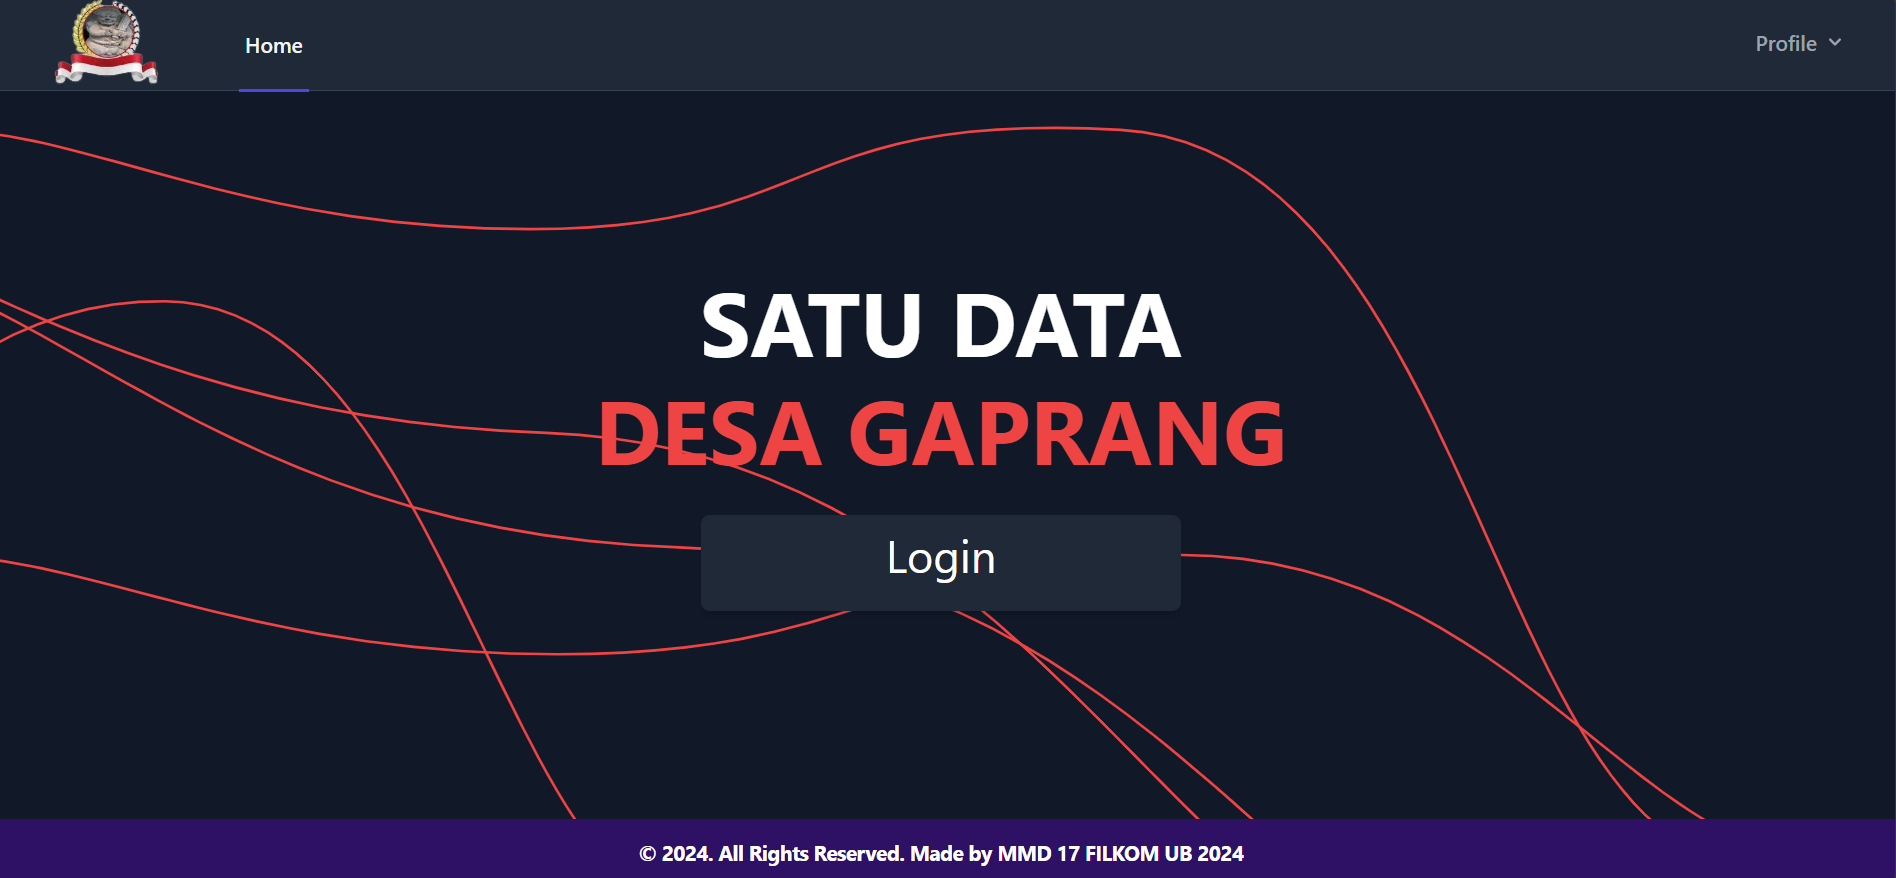 Home
Profile
SATU DATA
DESA GAPRANG
Login
© 2024. All Rights Reserved. Made by MMD 17 FILKOM UB 2024